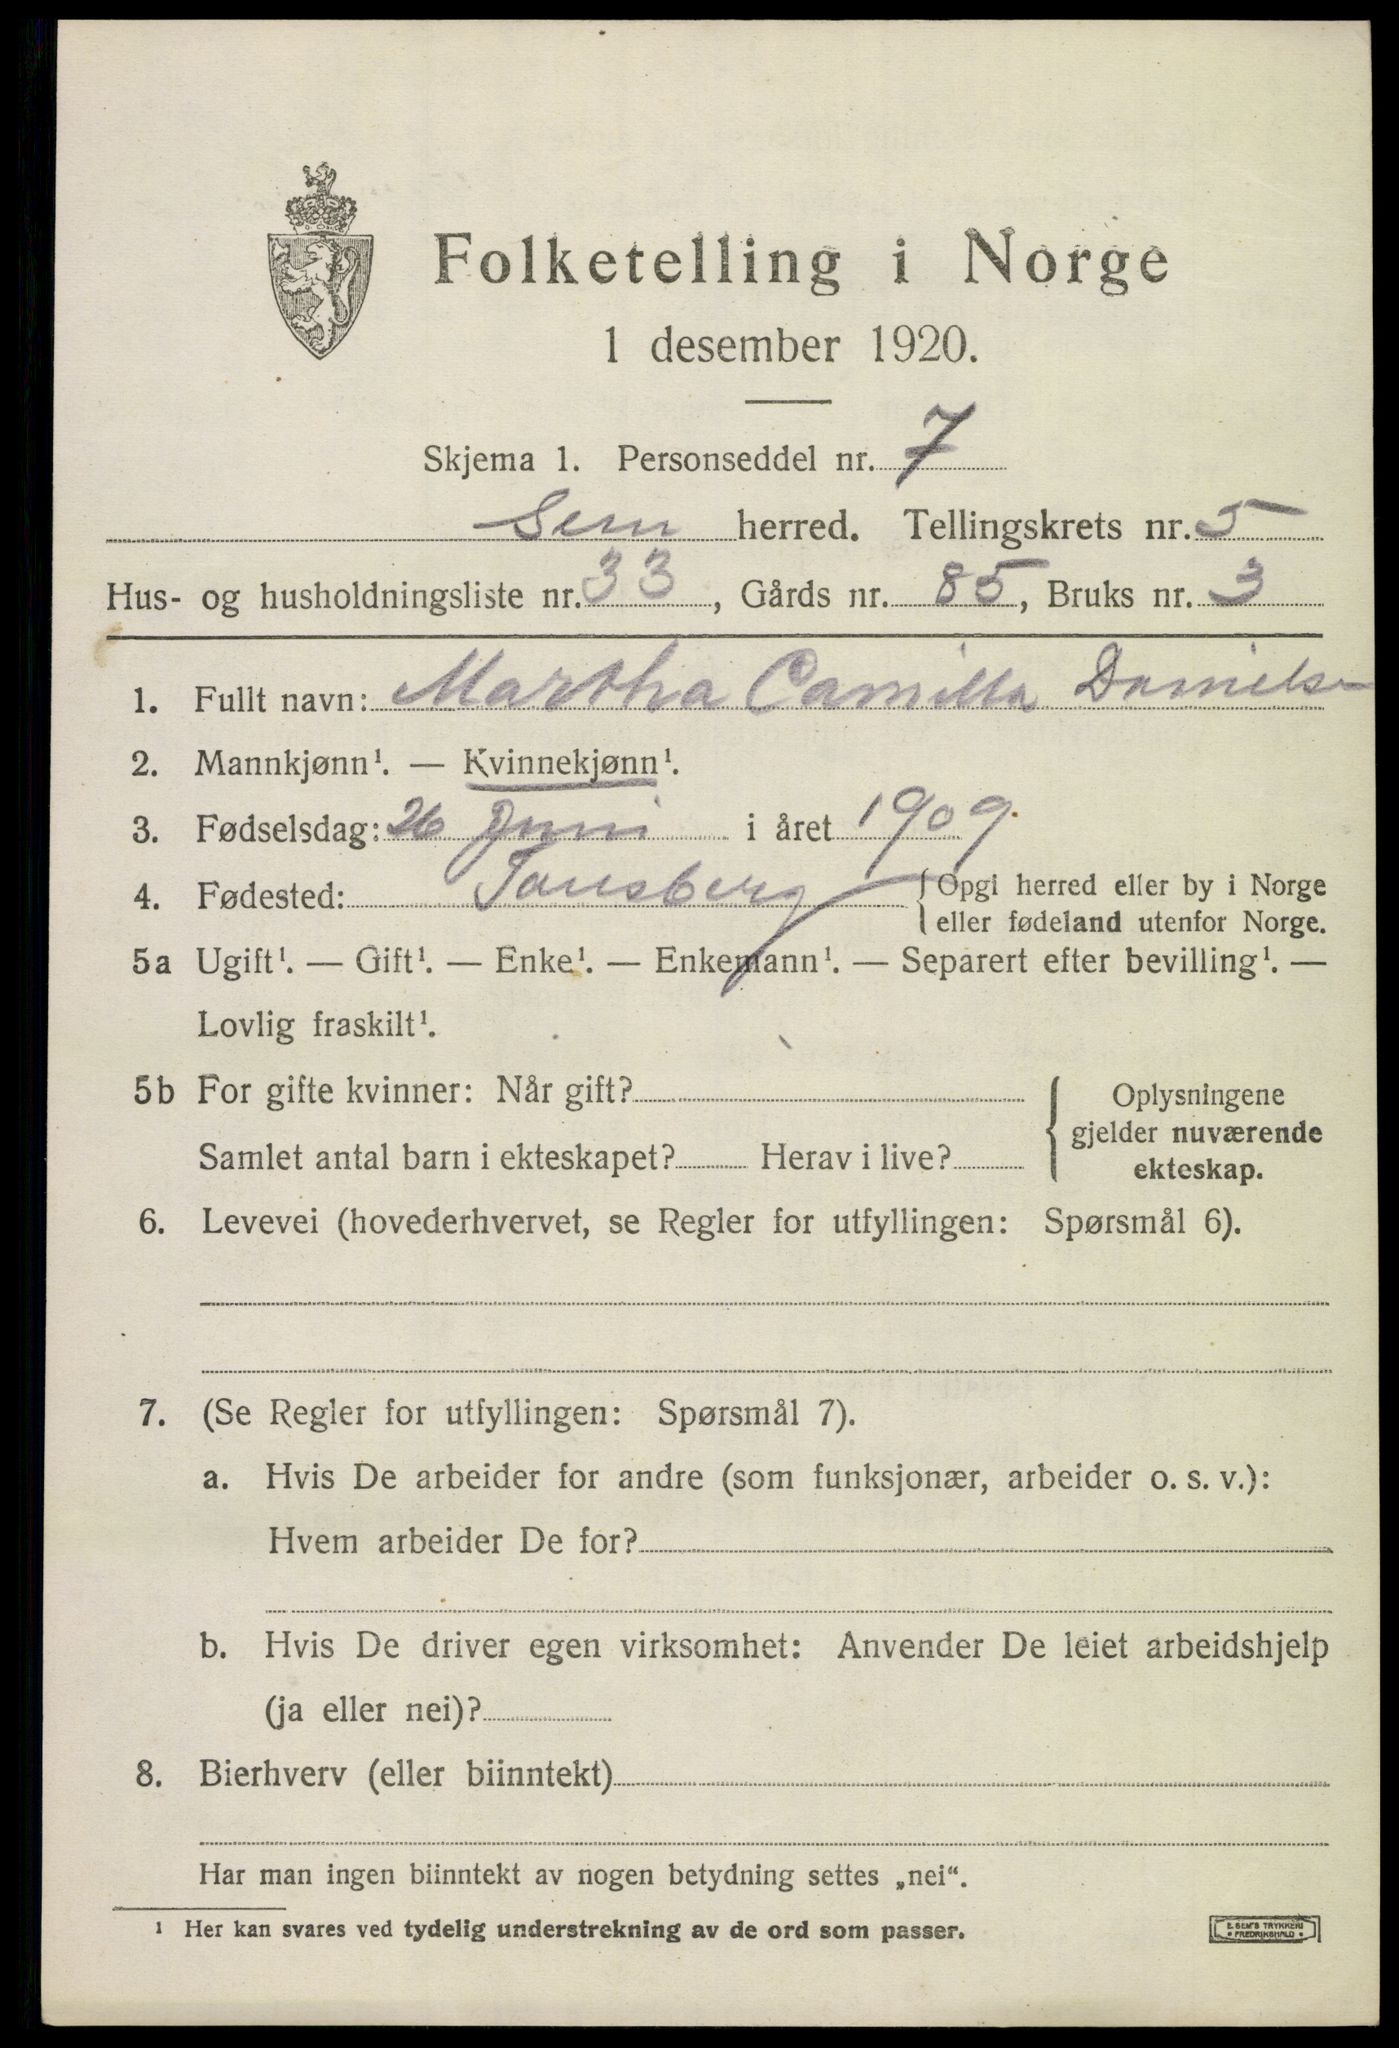 Folketelling i Norge
1 desember 1920.
Skjema 1. Personseddel nr. 7
Sem herred. Tellingskrets nr. 5
Hus- og husholdningsliste nr. 33, Gårds nr. 85, Bruks nr. 3
1. Fullt navn: Martha Camilla Danielsen
2. Mannkjønn¹. — Kvinnekjønn¹.
3. Fødselsdag: 26 Juni i året 1909.
4. Fødested: Tønsberg { Opgi herred eller by i Norge
eller fødeland utenfor Norge.
5a Ugift¹. — Gift¹. — Enke¹. — Enkemann¹. — Separert efter bevilling¹. —
Lovlig fraskilt¹.
5b For gifte kvinner: Når gift?
Samlet antal barn i ekteskapet? Herav i live?
{ Oplysningene
gjelder nuværende
ekteskap.
6. Levevei (hovederhvervet, se Regler for utfyllingen: Spørsmål 6).
7. (Se Regler for utfyllingen: Spørsmål 7).
a. Hvis De arbeider for andre (som funksjonær, arbeider o. s. v.):
Hvem arbeider De for?
b. Hvis De driver egen virksomhet: Anvender De leiet arbeidshjelp
(ja eller nei)?
8. Bierhverv (eller biinntekt)
Har man ingen biinntekt av nogen betydning settes „nei“.
¹ Her kan svares ved tydelig understrekning av de ord som passer.
E. SEM'S TRYKKERI
• FREDRIKSHALD •